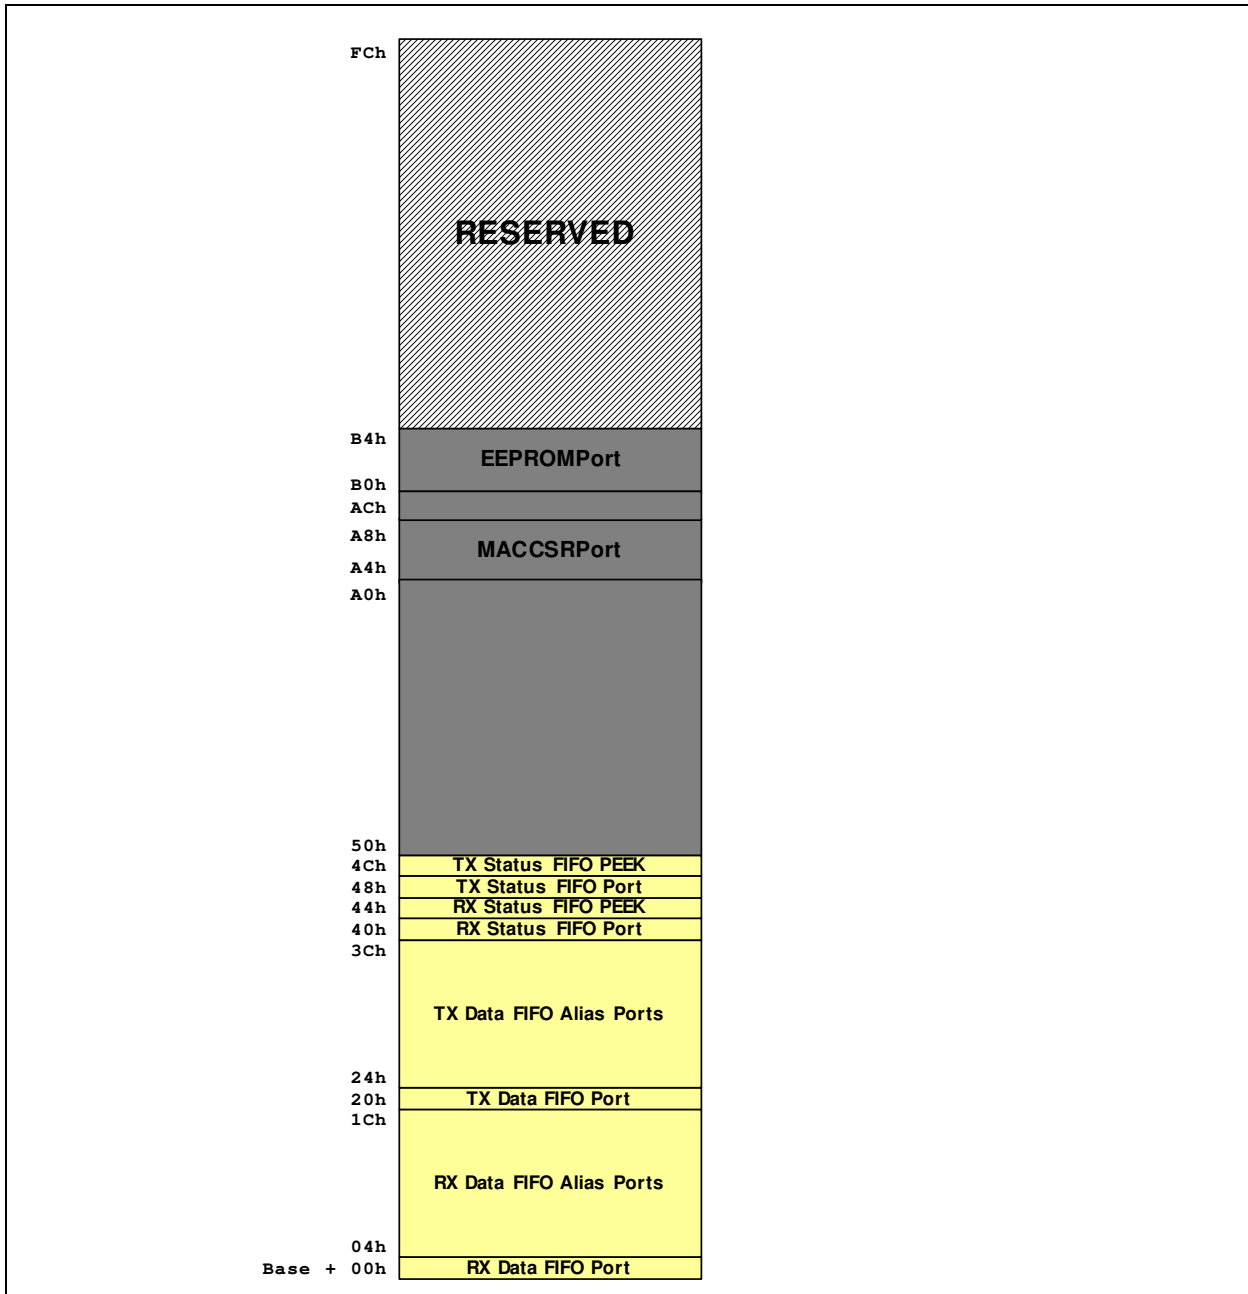 FCh
RESERVED
B4h
EEPROMPort
B0h
ACh
A8h
MACCSRPort
A4h
A0h
50h
4Ch TX Status FIFO PEEK
48h TX Status FIFO Port
44h RX Status FIFO PEEK
40h RX Status FIFO Port
3Ch
TX Data FIFO Alias Ports
24h
20h TX Data FIFO Port
1Ch
RX Data FIFO Alias Ports
04h
Base + 00h RX Data FIFO Port